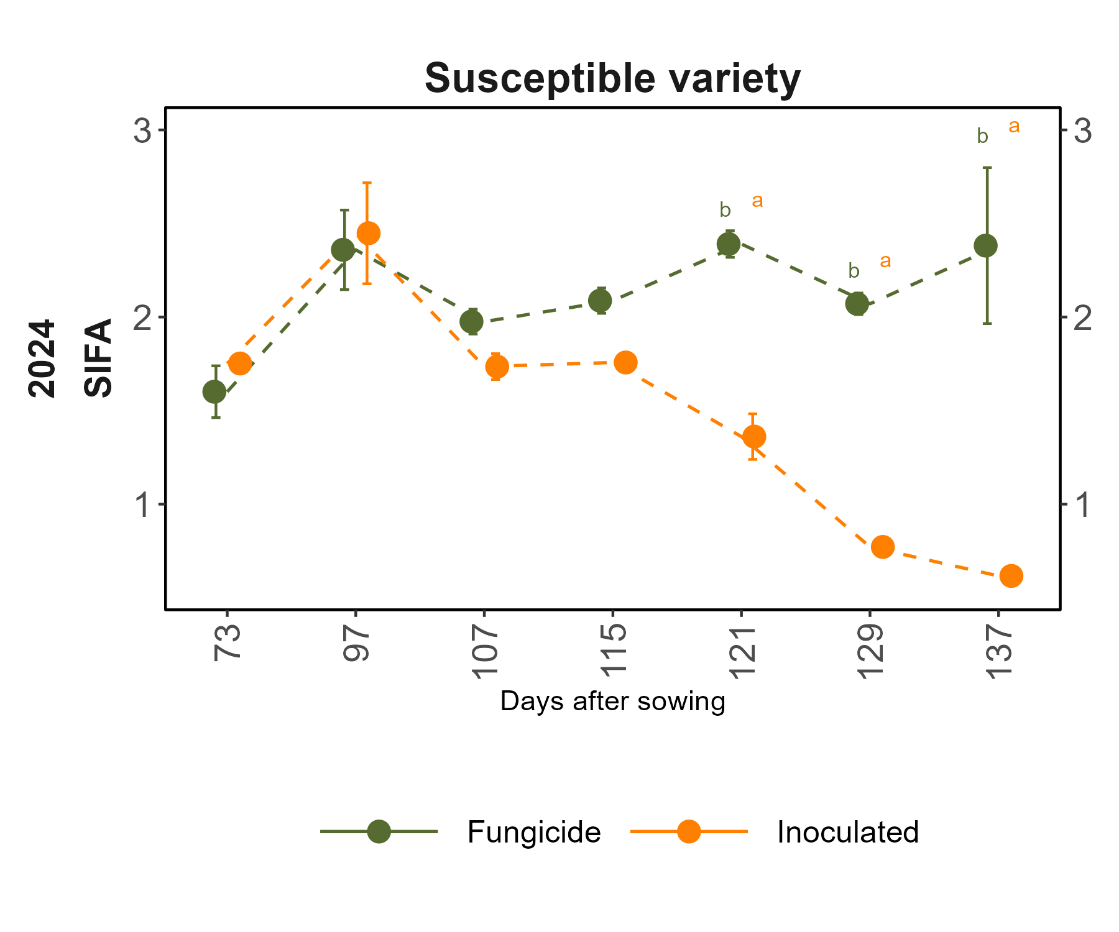 Susceptible variety
2024
SIFA
3
2
1
3
2
1
b a
b a
b a
73 97 107 115 121 129 137
Days after sowing
Fungicide Inoculated